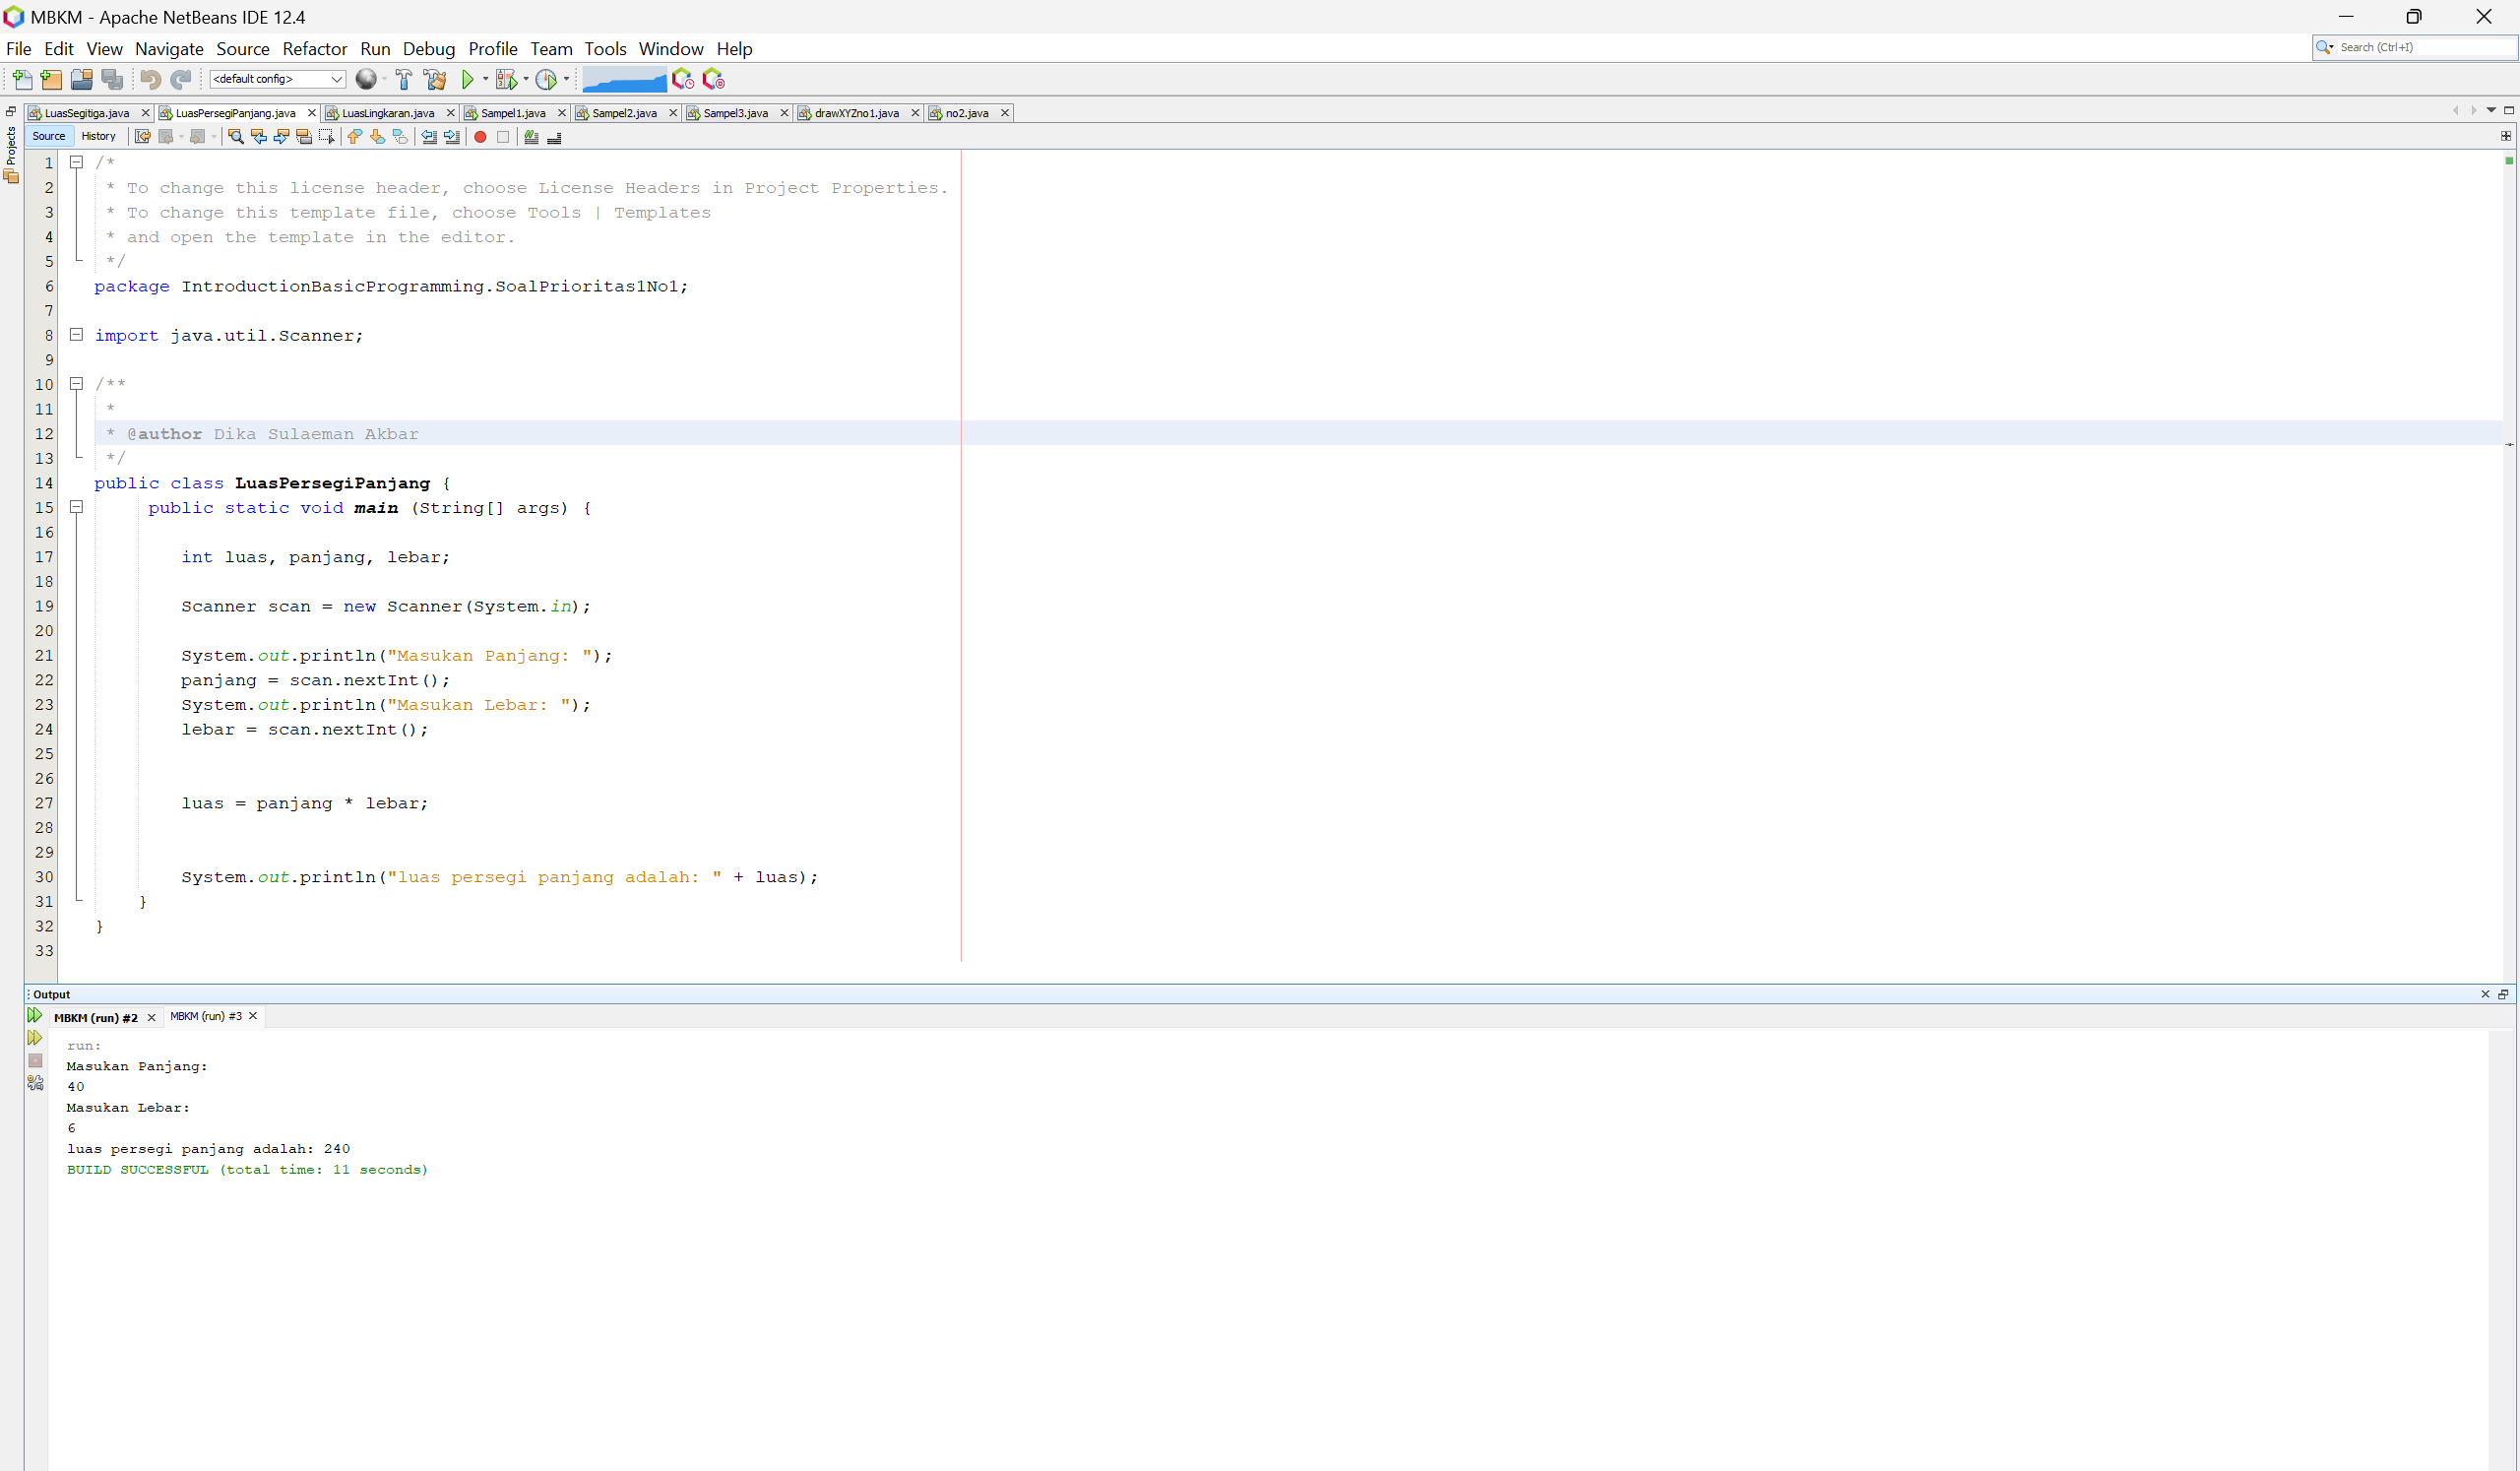 MBKM - Apache NetBeans IDE 12.4
File Edit View Navigate Source Refactor Run Debug Profile Team Tools Window Help
Search (Ctrl+I)
<default config>
LuasSegitiga.java LuasPersegiPanjang.java LuasLingkaran.java Sampel1.java Sampel2.java Sampel3.java drawXYZno1.java no2.java
Projects
Source History
1 /*
2 * To change this license header, choose License Headers in Project Properties.
3 * To change this template file, choose Tools | Templates
4 * and open the template in the editor.
5 */
6 package IntroductionBasicProgramming.SoalPrioritas1No1;
7
8 import java.util.Scanner;
9
10 /**
11 *
12 * @author Dika Sulaeman Akbar
13 */
14 public class LuasPersegiPanjang {
15 public static void main (String[] args) {
16
17 int luas, panjang, lebar;
18
19 Scanner scan = new Scanner(System.in);
20
21 System.out.println("Masukan Panjang: ");
22 panjang = scan.nextInt();
23 System.out.println("Masukan Lebar: ");
24 lebar = scan.nextInt();
25
26
27 luas = panjang * lebar;
28
29
30 System.out.println("luas persegi panjang adalah: " + luas);
31 }
32 }
33
Output
MBKM (run) #2 MBKM (run) #3
run:
Masukan Panjang:
40
Masukan Lebar:
6
luas persegi panjang adalah: 240
BUILD SUCCESSFUL (total time: 11 seconds)